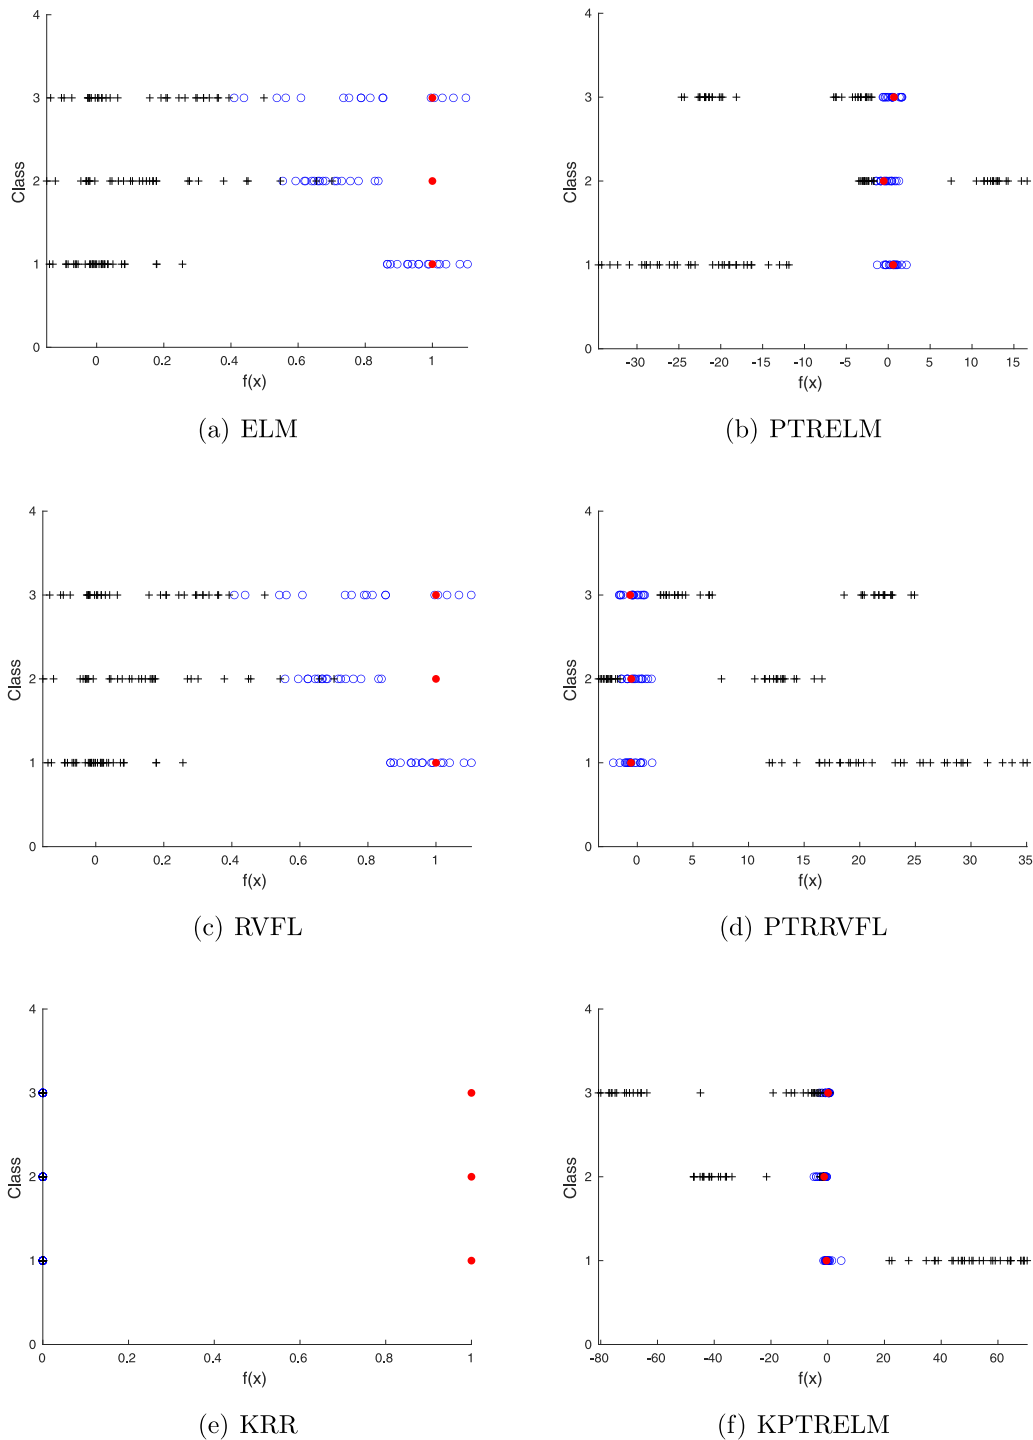 4
3
2
1
0
Class
0 0.2 0.4 0.6 0.8 1
f(x)
(a) ELM
4
3
2
1
0
Class
-30 -25 -20 -15 -10 -5 0 5 10 15
f(x)
(b) PTRELM
4
3
2
1
0
Class
0 0.2 0.4 0.6 0.8 1
f(x)
(c) RVFL
4
3
2
1
0
Class
0 5 10 15 20 25 30 35
f(x)
(d) PTRRVFL
4
3
2
1
0
Class
0 0.2 0.4 0.6 0.8 1
f(x)
(e) KRR
4
3
2
1
0
Class
-80 -60 -40 -20 0 20 40 60
f(x)
(f) KPTRELM